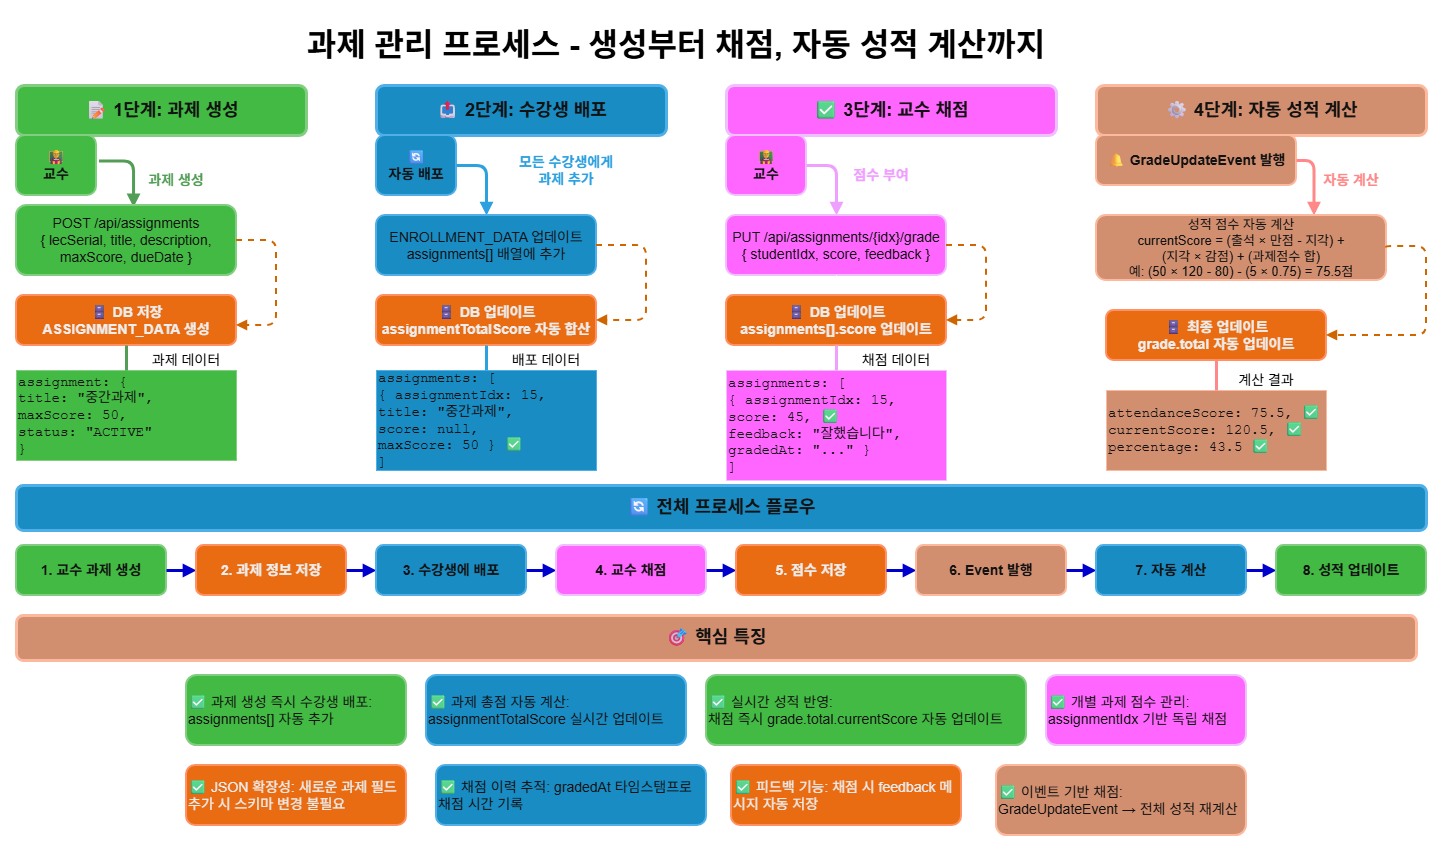 과제 관리 프로세스 - 생성부터 채점, 자동 성적 계산까지
📝 1단계: 과제 생성
교수
과제 생성
POST /api/assignments
{ lecSerial, title, description,
maxScore, dueDate }
🗄️ DB 저장
ASSIGNMENT_DATA 생성
과제 데이터
assignment: {
title: "중간과제",
maxScore: 50,
status: "ACTIVE"
}
📤 2단계: 수강생 배포
🔄
자동 배포
모든 수강생에게
과제 추가
ENROLLMENT_DATA 업데이트
assignments[] 배열에 추가
🗄️ DB 업데이트
assignmentTotalScore 자동 합산
배포 데이터
assignments: [
{ assignmentIdx: 15,
title: "중간과제",
score: null,
maxScore: 50 } ✅
]
✅ 3단계: 교수 채점
교수
점수 부여
PUT /api/assignments/{idx}/grade
{ studentIdx, score, feedback }
🗄️ DB 업데이트
assignments[].score 업데이트
채점 데이터
assignments: [
{ assignmentIdx: 15,
score: 45, ✅
feedback: "잘했습니다",
gradedAt: "..." }
]
⚙️ 4단계: 자동 성적 계산
🔔 GradeUpdateEvent 발행
자동 계산
성적 점수 자동 계산
currentScore = (출석 × 만점 - 지각) +
(지각 × 감점) + (과제점수 합)
예: (50 × 120 - 80) - (5 × 0.75) = 75.5점
🗄️ 최종 업데이트
grade.total 자동 업데이트
계산 결과
attendanceScore: 75.5, ✅
currentScore: 120.5, ✅
percentage: 43.5 ✅
🔄 전체 프로세스 플로우
1. 교수 과제 생성
2. 과제 정보 저장
3. 수강생에 배포
4. 교수 채점
5. 점수 저장
6. Event 발행
7. 자동 계산
8. 성적 업데이트
🎯 핵심 특징
✅ 과제 생성 즉시 수강생 배포:
assignments[] 자동 추가
✅ 과제 총점 자동 계산:
assignmentTotalScore 실시간 업데이트
✅ 실시간 성적 반영:
채점 즉시 grade.total.currentScore 자동 업데이트
✅ 개별 과제 점수 관리:
assignmentIdx 기반 독립 채점
✅ JSON 확장성: 새로운 과제 필드
추가 시 스키마 변경 불필요
✅ 채점 이력 추적: gradedAt 타임스탬프로
채점 시간 기록
✅ 피드백 기능: 채점 시 feedback 메
시지 자동 저장
✅ 이벤트 기반 채점:
GradeUpdateEvent → 전체 성적 재계산